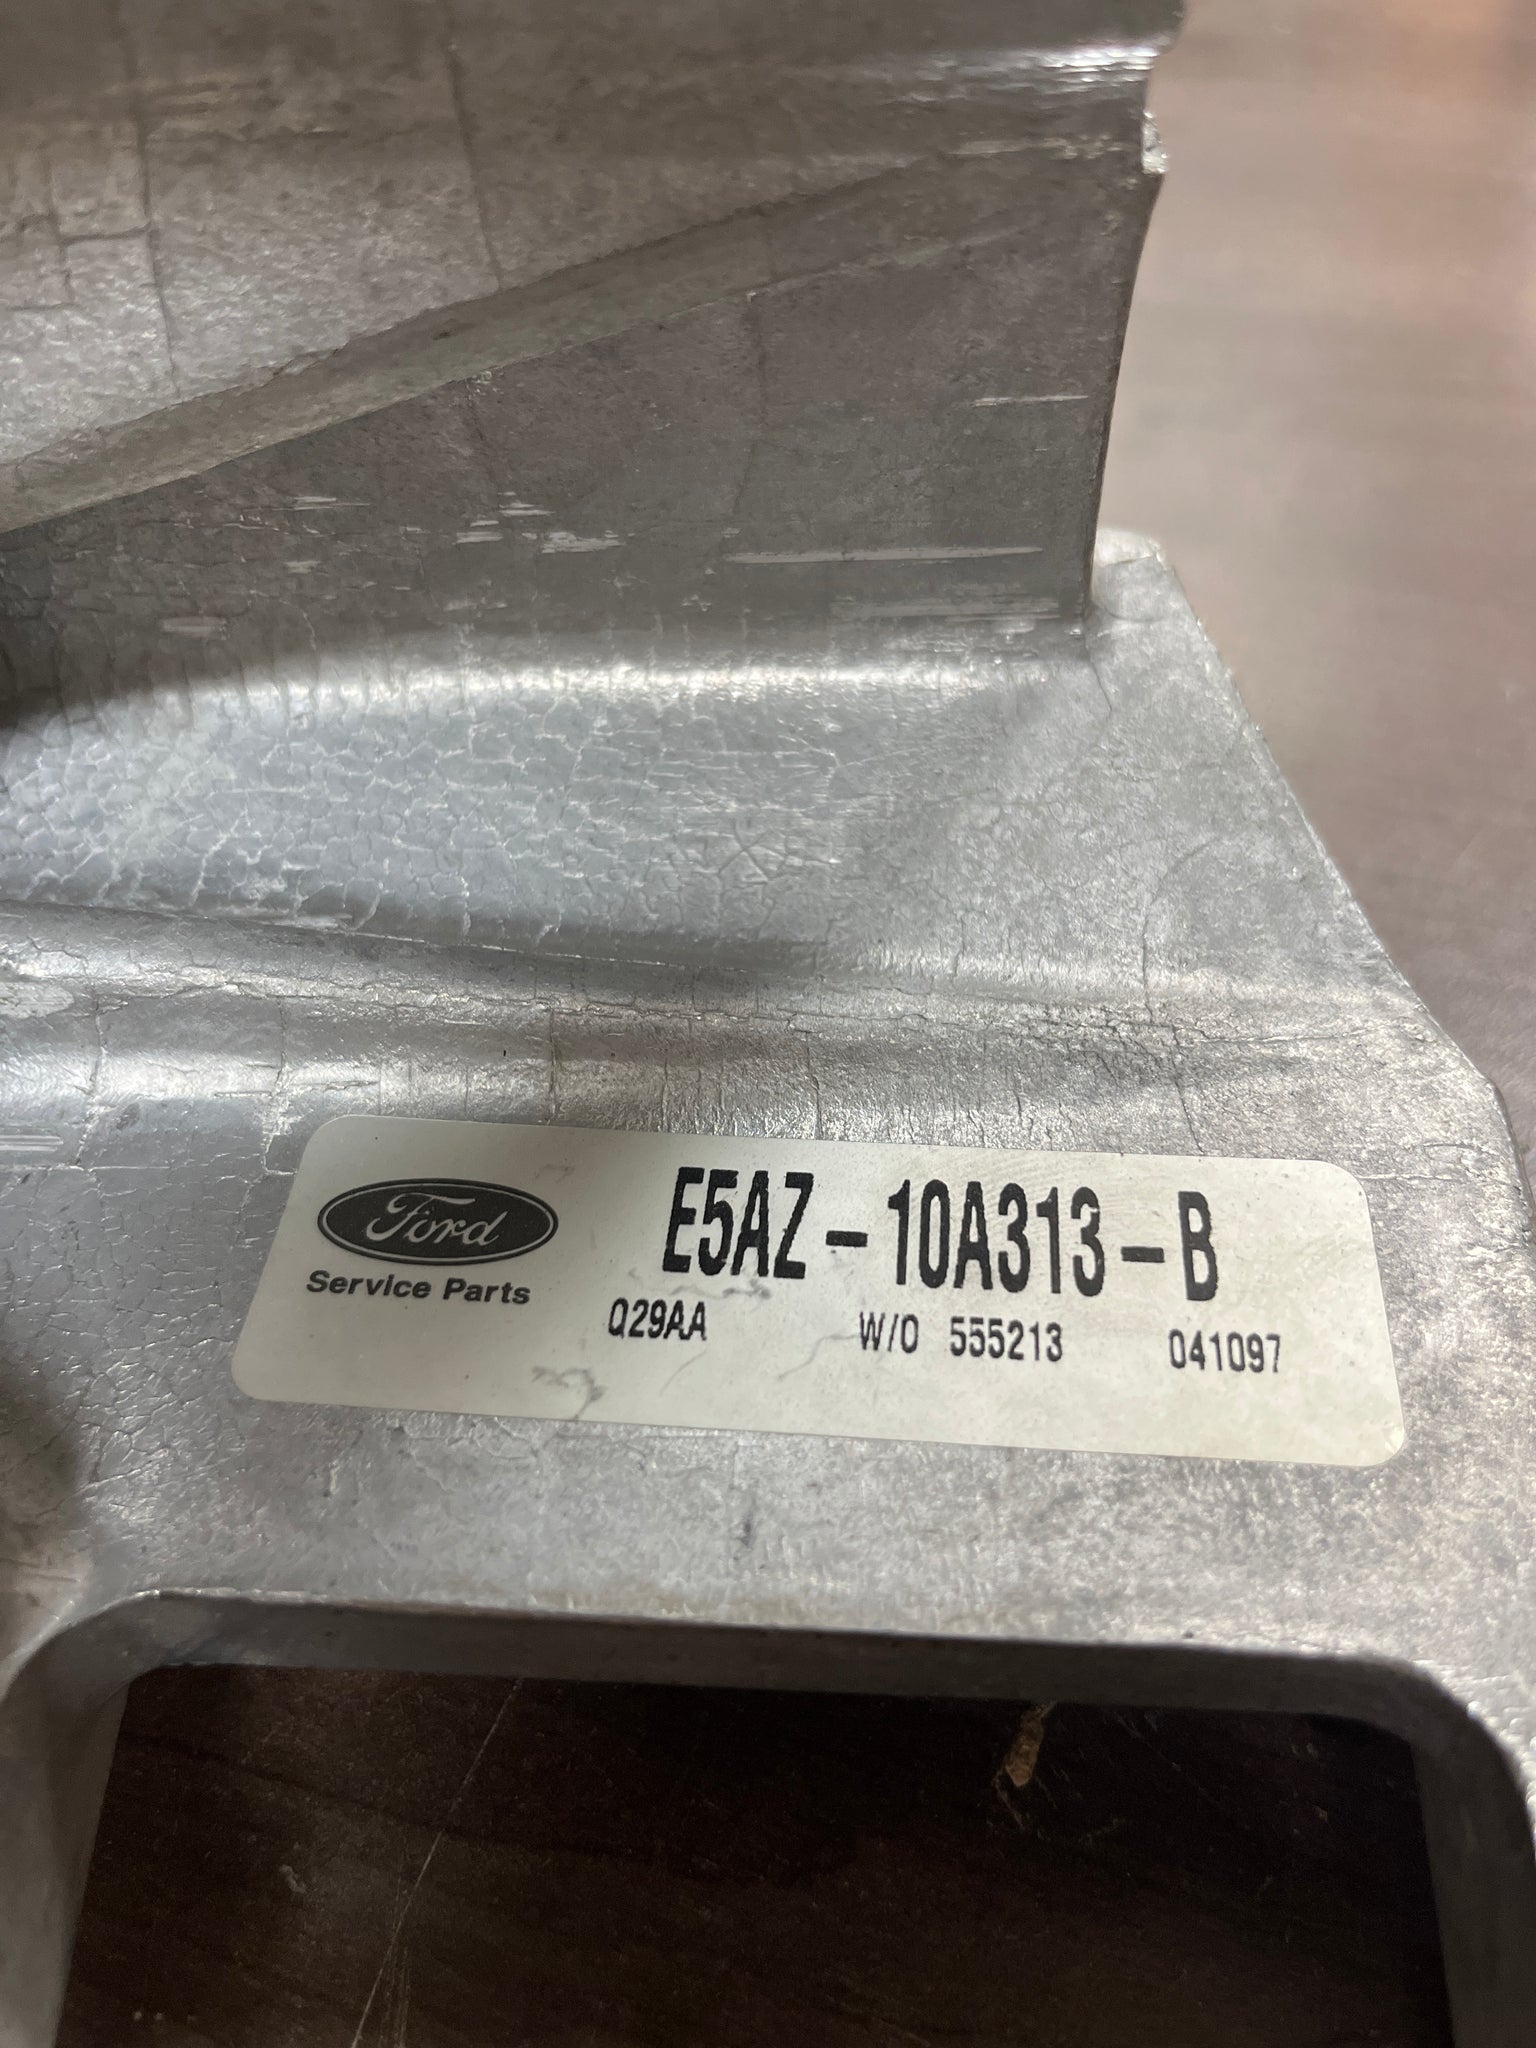 Ford E5AZ-10A313-B
Service Parts
Q29AA W/O 555213 041097